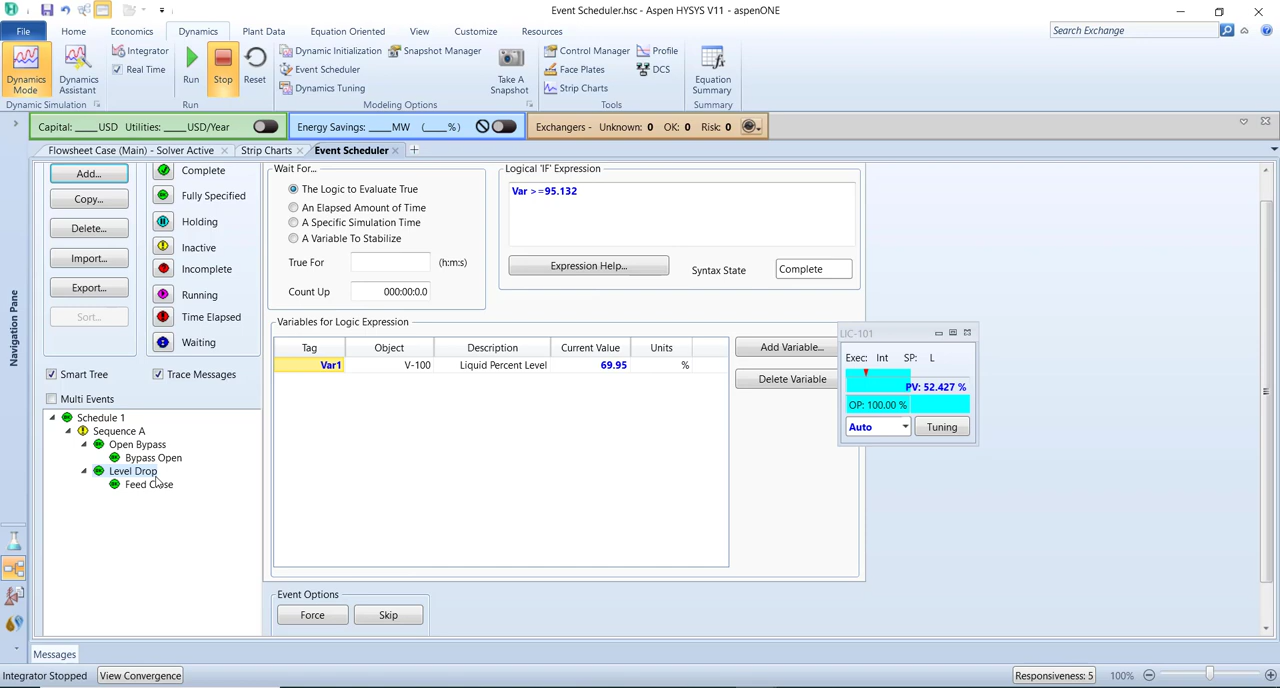 Event Scheduler.hsc - Aspen HYSYS V11 - aspenONE
File Home Economics Dynamics Plant Data Equation Oriented View Customize Resources
Search Exchange
Dynamics Mode
Dynamics Assistant
Integrator
Real Time
Dynamic Simulation
Run
Stop
Reset
Run
Dynamic Initialization
Snapshot Manager
Event Scheduler
Dynamics Tuning
Take A Snapshot
Modeling Options
Control Manager
Profile
Face Plates
DCS
Strip Charts
Tools
Equation Summary
Summary
Capital: ____USD Utilities: ____USD/Year
Energy Savings: ____MW (____%)
Exchangers - Unknown: 0 OK: 0 Risk: 0
Flowsheet Case (Main) - Solver Active
Strip Charts
Event Scheduler
Navigation Pane
Add...
Copy...
Delete...
Import...
Export...
Sort...
Complete
Fully Specified
Holding
Inactive
Incomplete
Running
Time Elapsed
Waiting
Smart Tree
Trace Messages
Multi Events
Schedule 1
Sequence A
Open Bypass
Bypass Open
Level Drop
Wait For...
The Logic to Evaluate True
An Elapsed Amount of Time
A Specific Simulation Time
A Variable To Stabilize
True For (h:m:s)
Count Up 000:00:0.0
Logical 'IF' Expression
Var >=95.132
Expression Help...
Syntax State
Complete
Variables for Logic Expression
Tag Object Description Current Value Units
Var1 V-100 Liquid Percent Level 69.95 %
Add Variable...
Delete Variable
LIC-101
Exec: Int SP: L
PV: 52.427 %
OP: 100.00 %
Auto
Tuning
Event Options
Force
Skip
Messages
Integrator Stopped
View Convergence
Responsiveness: 5
100%